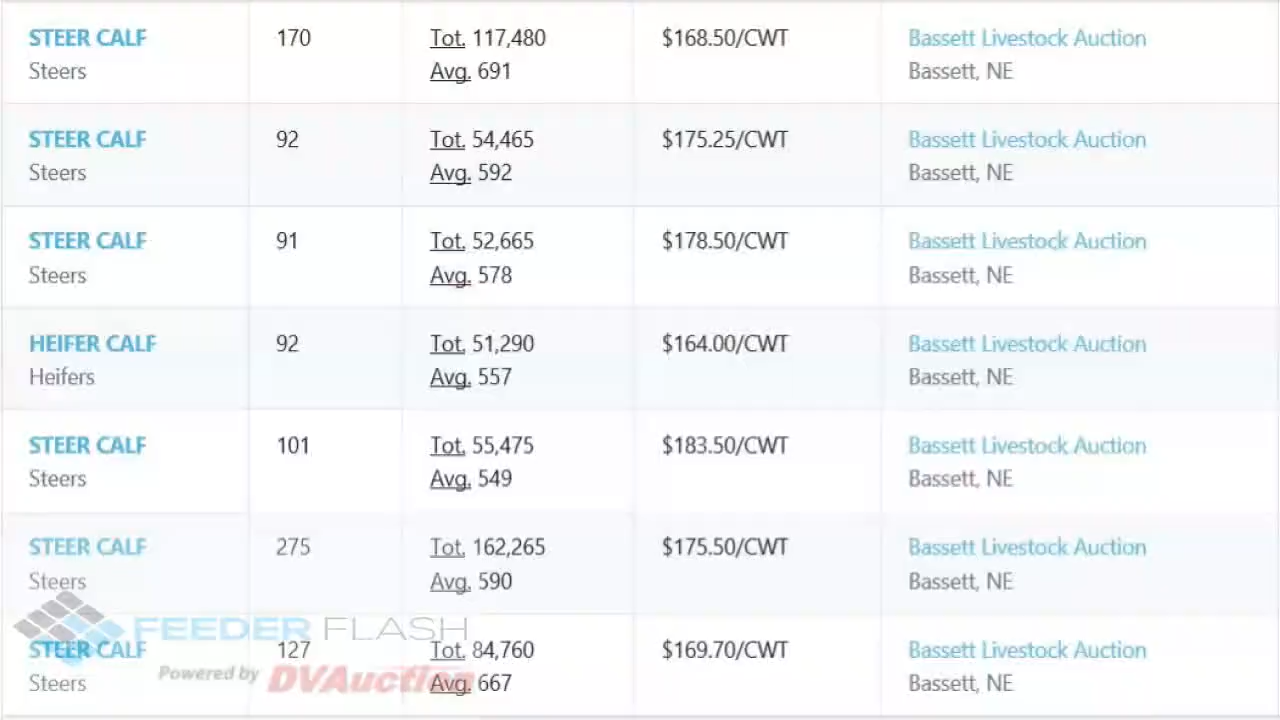 STEER CALF 170 Tot. 117,480 $168.50/CWT Bassett Livestock Auction
Steers Avg. 691 Bassett, NE
STEER CALF 92 Tot. 54,465 $175.25/CWT Bassett Livestock Auction
Steers Avg. 592 Bassett, NE
STEER CALF 91 Tot. 52,665 $178.50/CWT Bassett Livestock Auction
Steers Avg. 578 Bassett, NE
HEIFER CALF 92 Tot. 51,290 $164.00/CWT Bassett Livestock Auction
Heifers Avg. 557 Bassett, NE
STEER CALF 101 Tot. 55,475 $183.50/CWT Bassett Livestock Auction
Steers Avg. 549 Bassett, NE
STEER CALF 275 Tot. 162,265 $175.50/CWT Bassett Livestock Auction
Steers Avg. 590 Bassett, NE
FEEDER FLASH
STEER CALF 127 Tot. 84,760 $169.70/CWT Bassett Livestock Auction
Powered by DVAuction
Steers Avg. 667 Bassett, NE